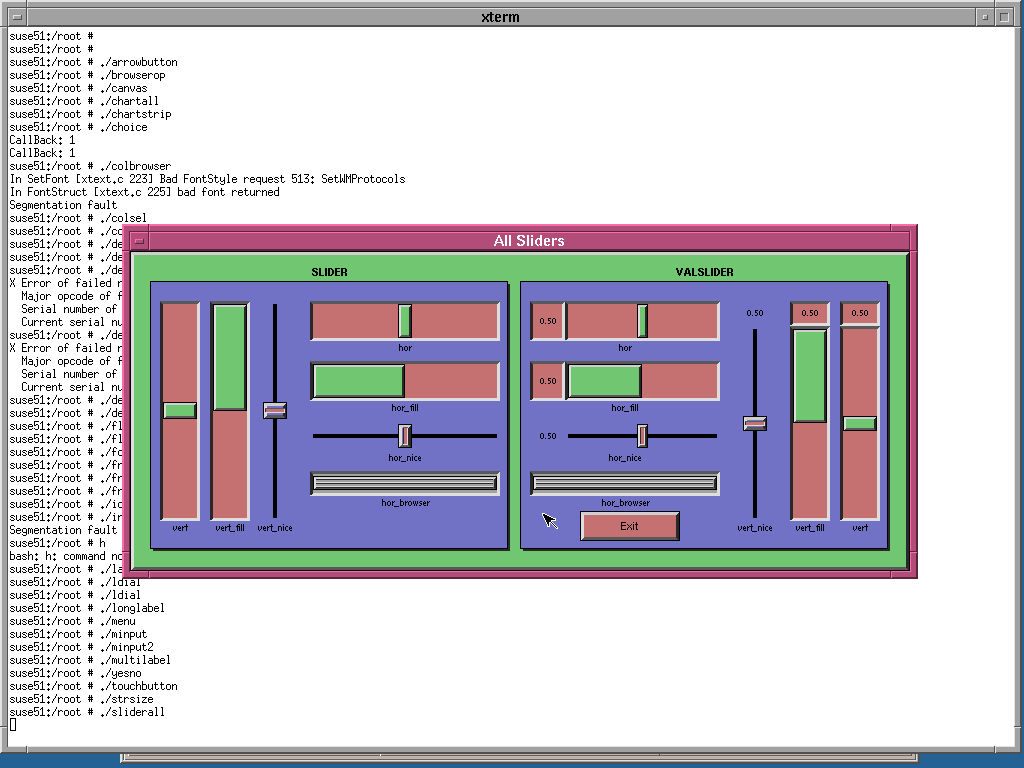 xterm
suse51:/root #
suse51:/root #
suse51:/root # ./arrowbutton
suse51:/root # ./browserop
suse51:/root # ./canvas
suse51:/root # ./chartall
suse51:/root # ./chartstrip
suse51:/root # ./choice
CallBack: 1
CallBack: 1
suse51:/root # ./colbrowser
In SetFont [xtext.c 223] Bad FontStyle request 513: SetWMProtocols
In FontStruct [xtext.c 225] bad font returned
Segmentation fault
suse51:/root # ./colsel
suse51:/root # ./co
suse51:/root # ./de
suse51:/root # ./de
suse51:/root # ./de
X Error of failed r
Major opcode of f
Serial number of
Current serial nu
suse51:/root # ./de
X Error of failed r
Major opcode of f
Serial number of
Current serial nu
suse51:/root # ./de
suse51:/root # ./de
suse51:/root # ./fl
suse51:/root # ./fl
suse51:/root # ./fo
suse51:/root # ./fr
suse51:/root # ./fr
suse51:/root # ./fr
suse51:/root # ./ic
suse51:/root # ./in
Segmentation fault
suse51:/root # h
bash: h: command no
suse51:/root # ./la
suse51:/root # ./ldial
suse51:/root # ./ldial
suse51:/root # ./longlabel
suse51:/root # ./menu
suse51:/root # ./minput
suse51:/root # ./minput2
suse51:/root # ./multilabel
suse51:/root # ./yesno
suse51:/root # ./touchbutton
suse51:/root # ./strsize
suse51:/root # ./sliderall
All Sliders
SLIDER
hor
hor_fill
hor_nice
hor_browser
vert vert_fill vert_nice
VALSLIDER
0.50 0.50 0.50 0.50
hor
0.50
hor_fill
0.50
hor_nice
hor_browser
Exit
vert_nice vert_fill vert